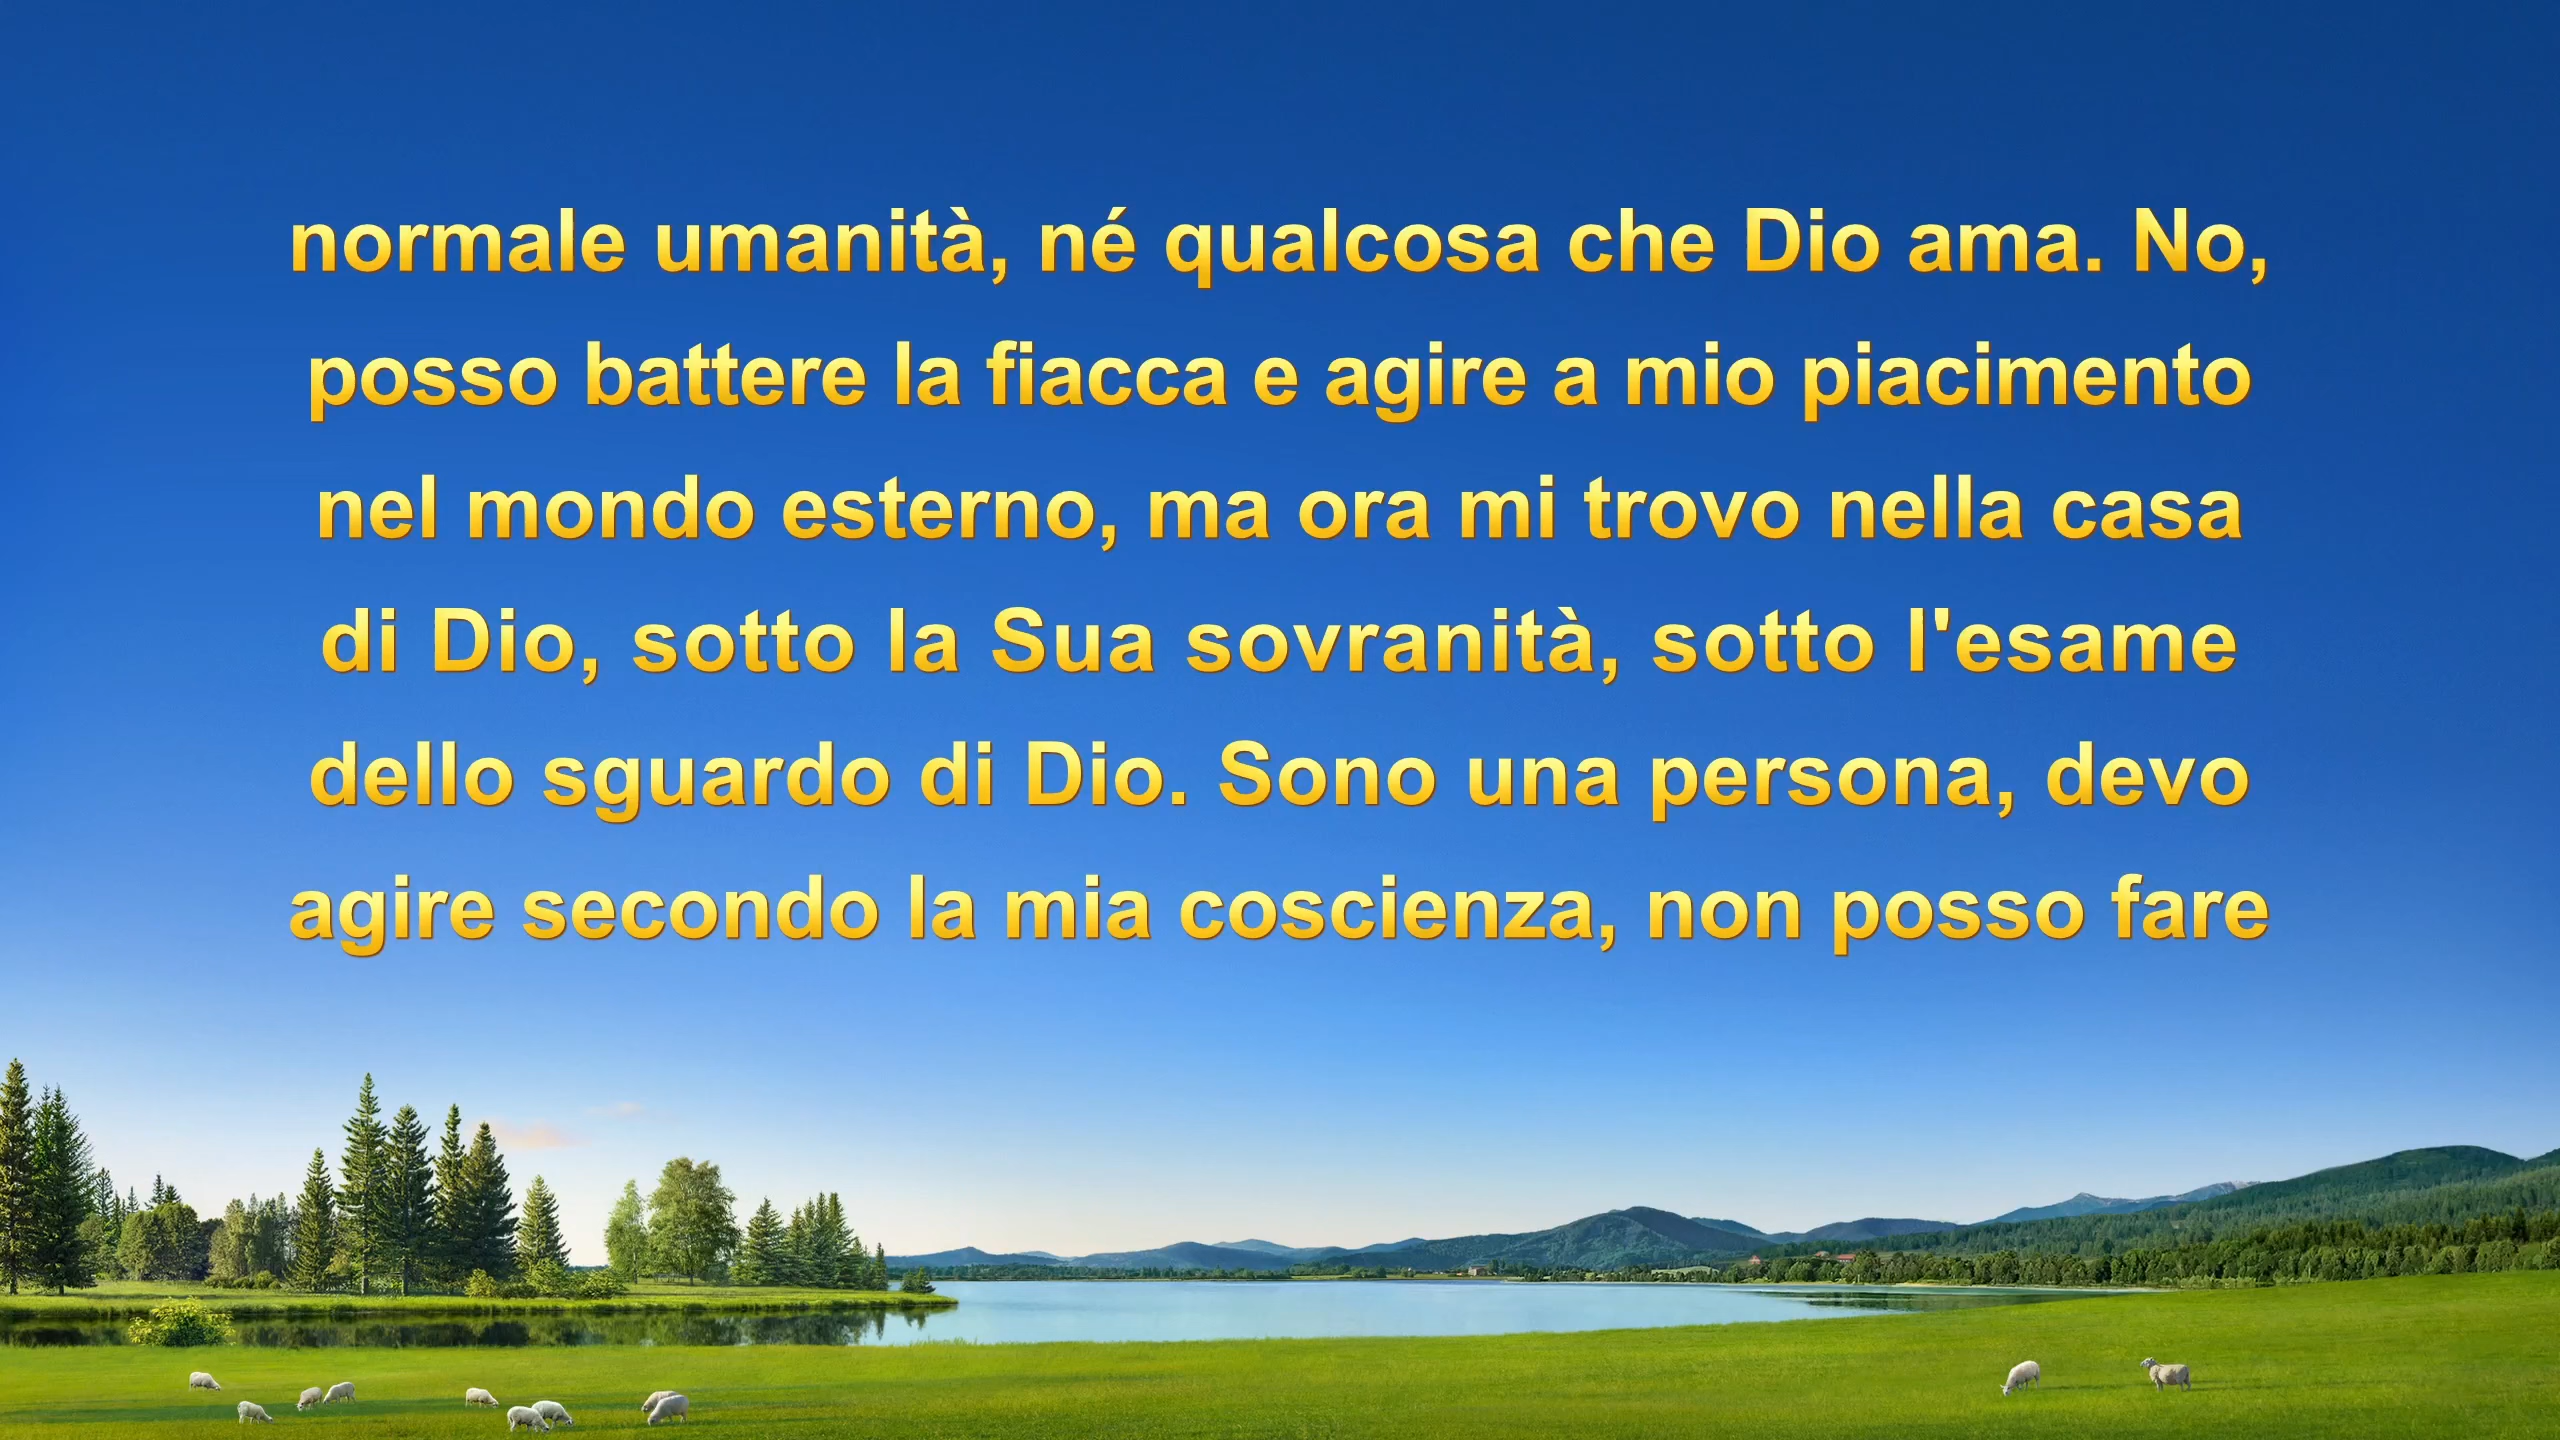 normale umanità, né qualcosa che Dio ama. No,
posso battere la fiacca e agire a mio piacimento
nel mondo esterno, ma ora mi trovo nella casa
di Dio, sotto la Sua sovranità, sotto l'esame
dello sguardo di Dio. Sono una persona, devo
agire secondo la mia coscienza, non posso fare